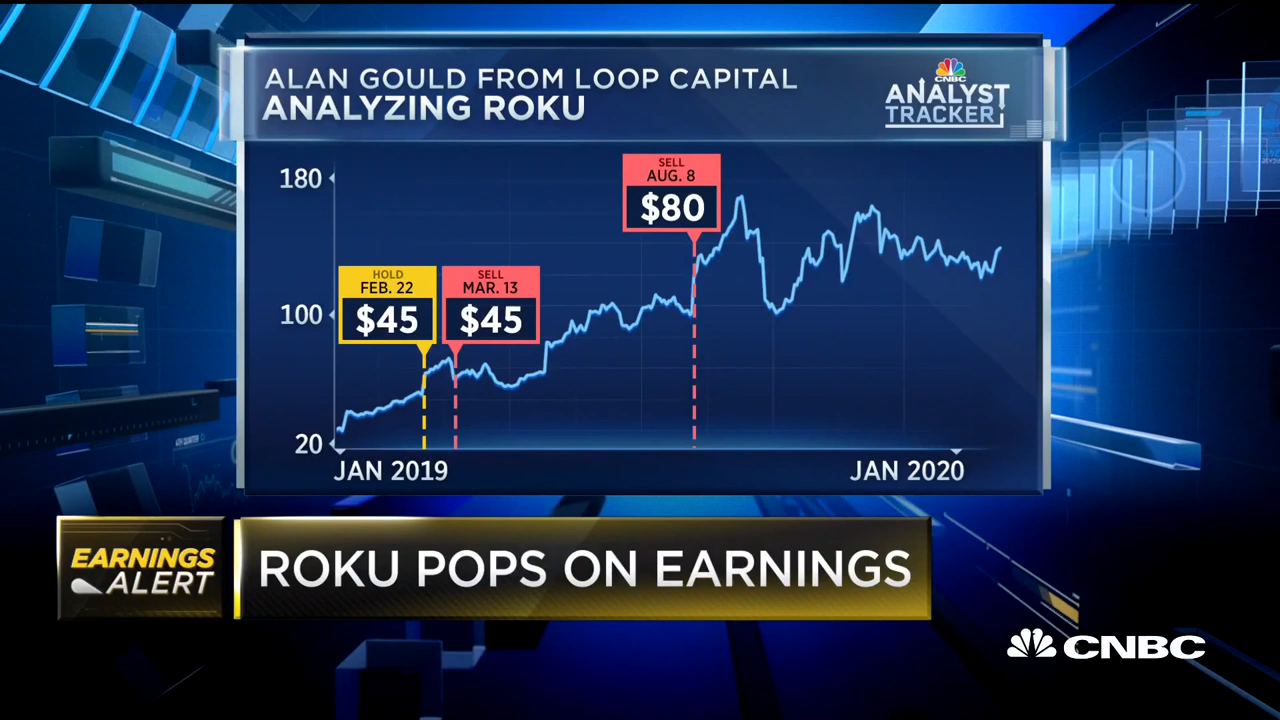 ALAN GOULD FROM LOOP CAPITAL
ANALYZING ROKU
CNBC
ANALYST
TRACKER
180
100
20
HOLD
FEB. 22
$45
SELL
MAR. 13
$45
SELL
AUG. 8
$80
JAN 2019
JAN 2020
EARNINGS
ALERT
ROKU POPS ON EARNINGS
CNBC